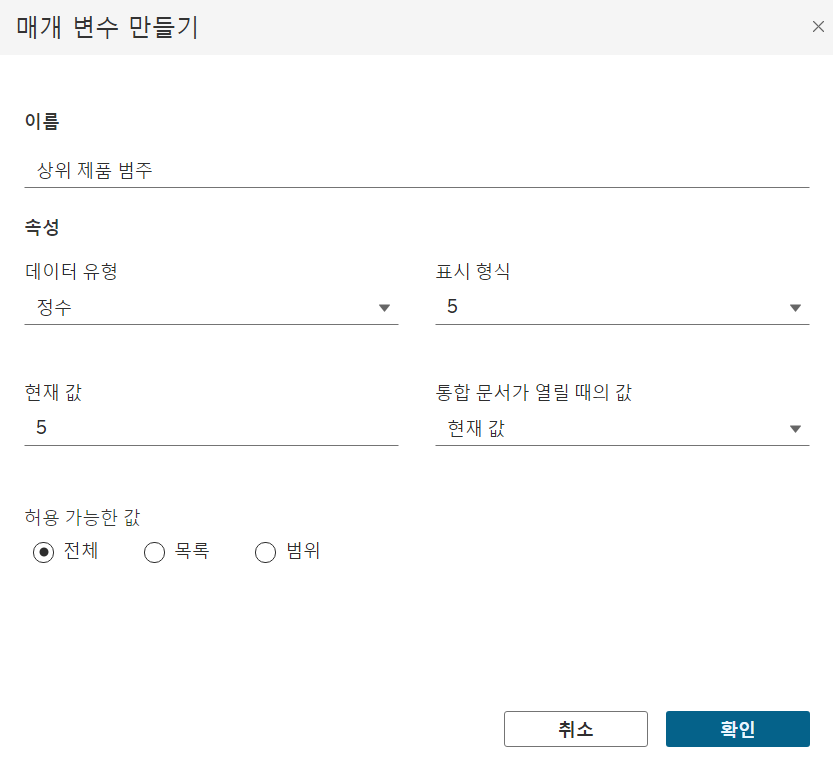 매개 변수 만들기
이름
상위 제품 범주
속성
데이터 유형
표시 형식
정수
5
현재 값
통합 문서가 열릴 때의 값
5
현재 값
허용 가능한 값
전체
목록
범위
취소
확인